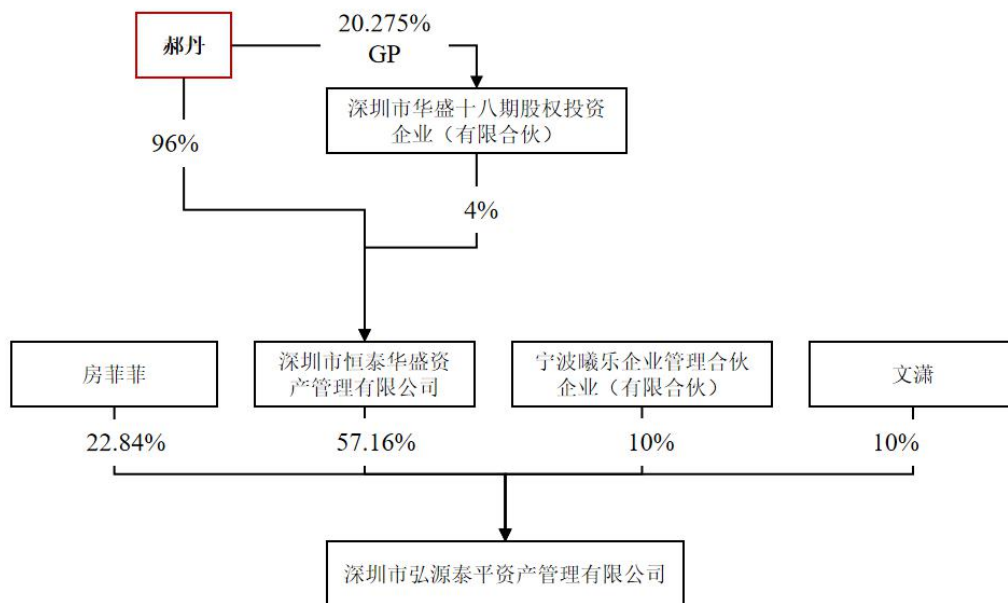 郝丹
20.275%
GP
深圳市华盛十八期股权投资
企业（有限合伙）
96%
4%
房菲菲
深圳市恒泰华盛资
产管理有限公司
宁波曦乐企业管理合伙
企业（有限合伙）
文潇
22.84%
57.16%
10%
10%
深圳市弘源泰平资产管理有限公司